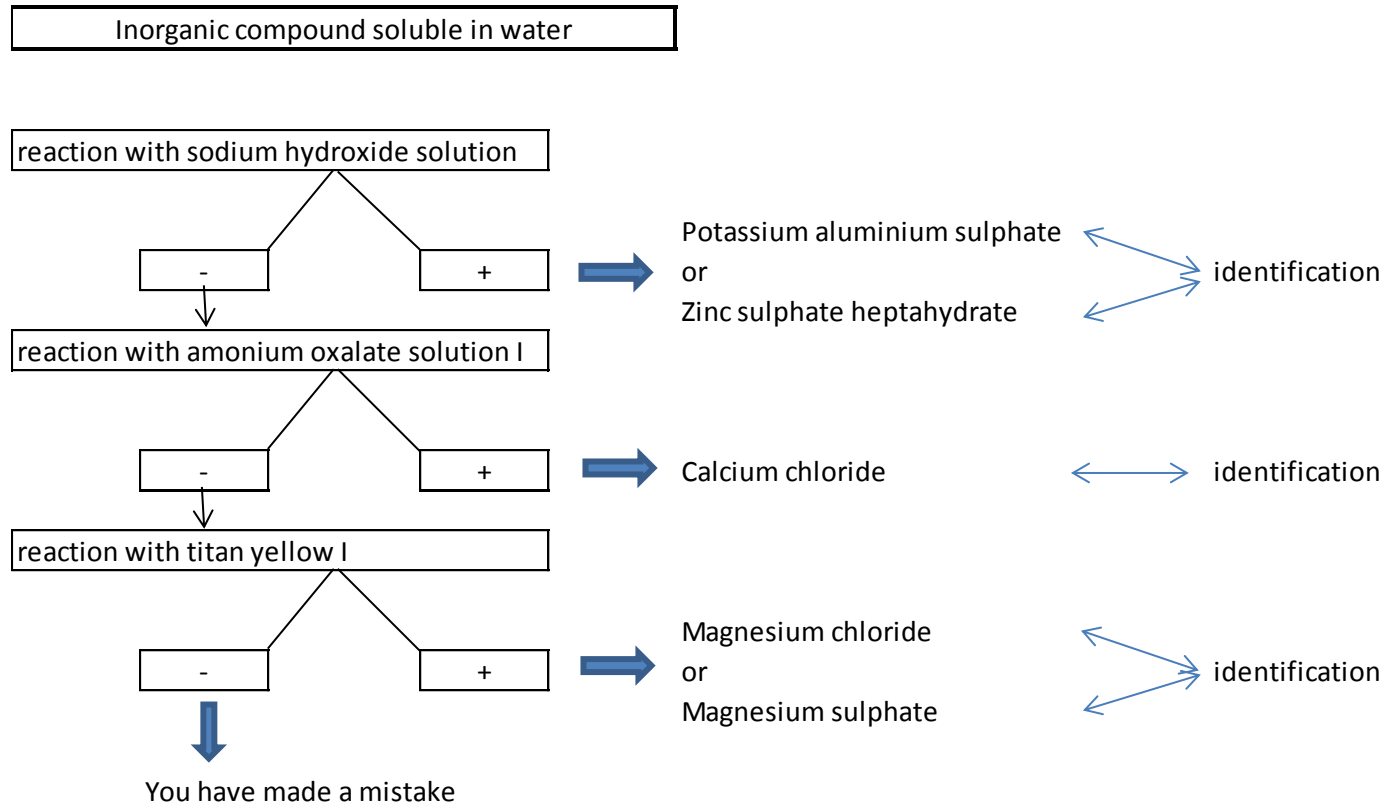 Inorganic compound soluble in water
reaction with sodium hydroxide solution
Potassium aluminium sulphate
- + or identification
Zinc sulphate heptahydrate
reaction with amonium oxalate solution I
- + Calcium chloride identification
reaction with titan yellow I
Magnesium chloride
- + or identification
Magnesium sulphate
You have made a mistake